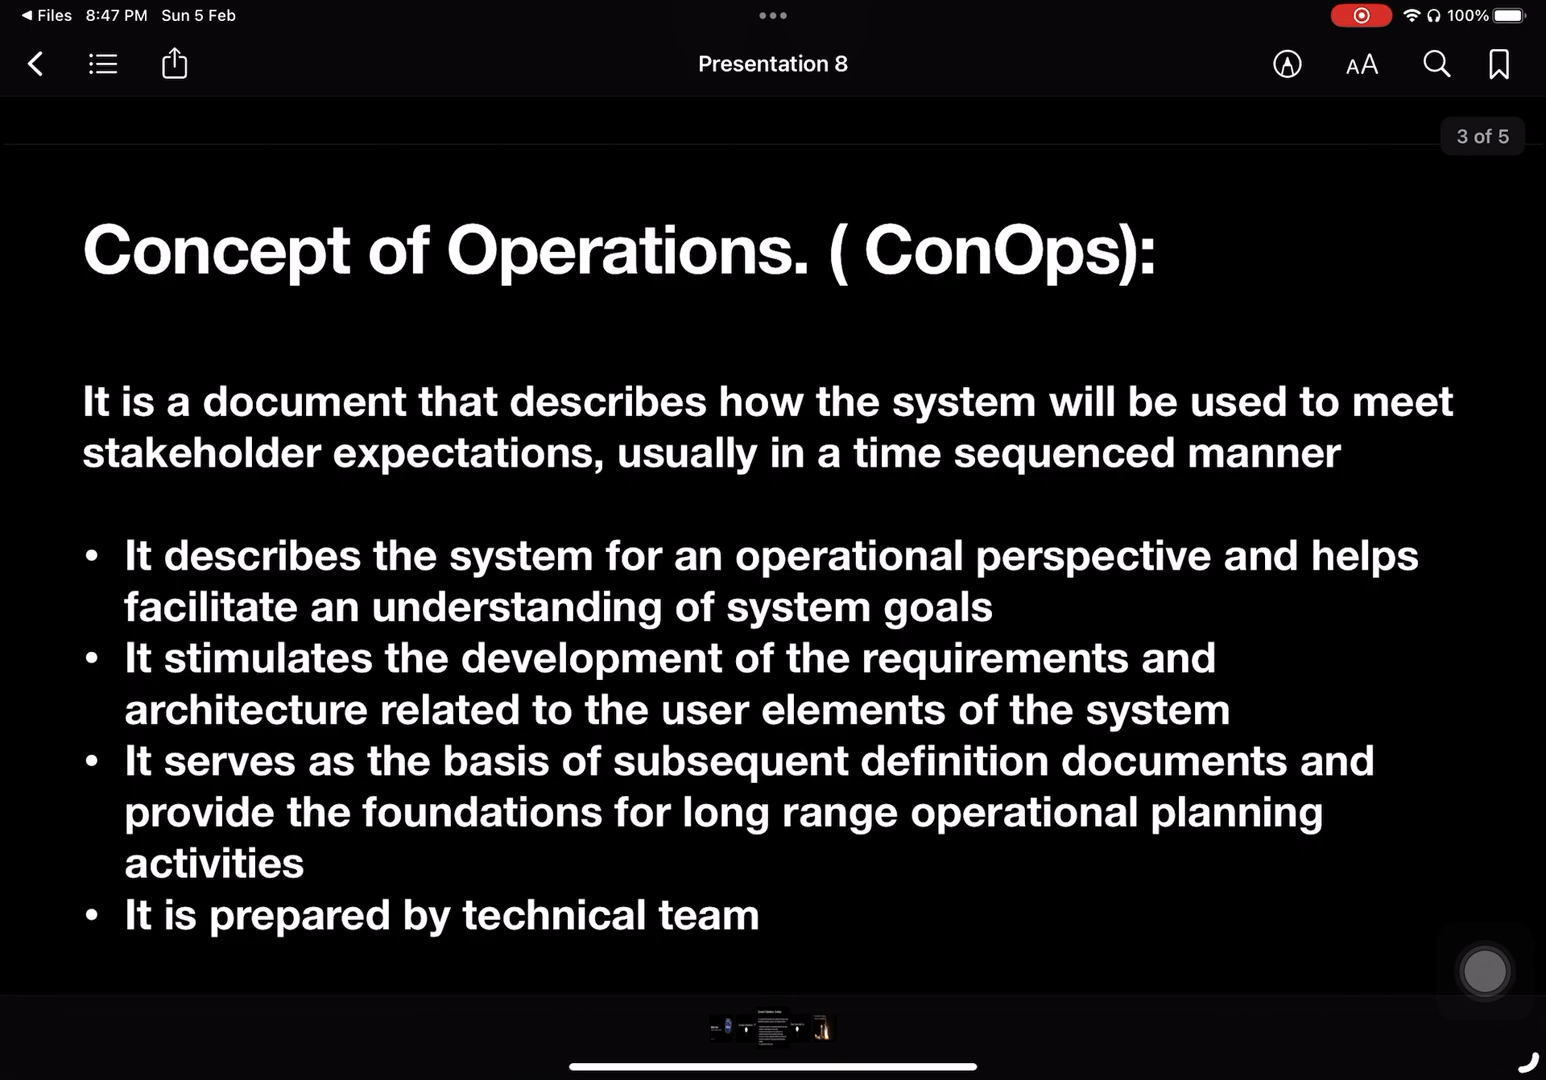 ◀ Files 8:47 PM Sun 5 Feb
100%
Presentation 8
AA
3 of 5
Concept of Operations. ( ConOps):
It is a document that describes how the system will be used to meet
stakeholder expectations, usually in a time sequenced manner
• It describes the system for an operational perspective and helps
facilitate an understanding of system goals
• It stimulates the development of the requirements and
architecture related to the user elements of the system
• It serves as the basis of subsequent definition documents and
provide the foundations for long range operational planning
activities
• It is prepared by technical team